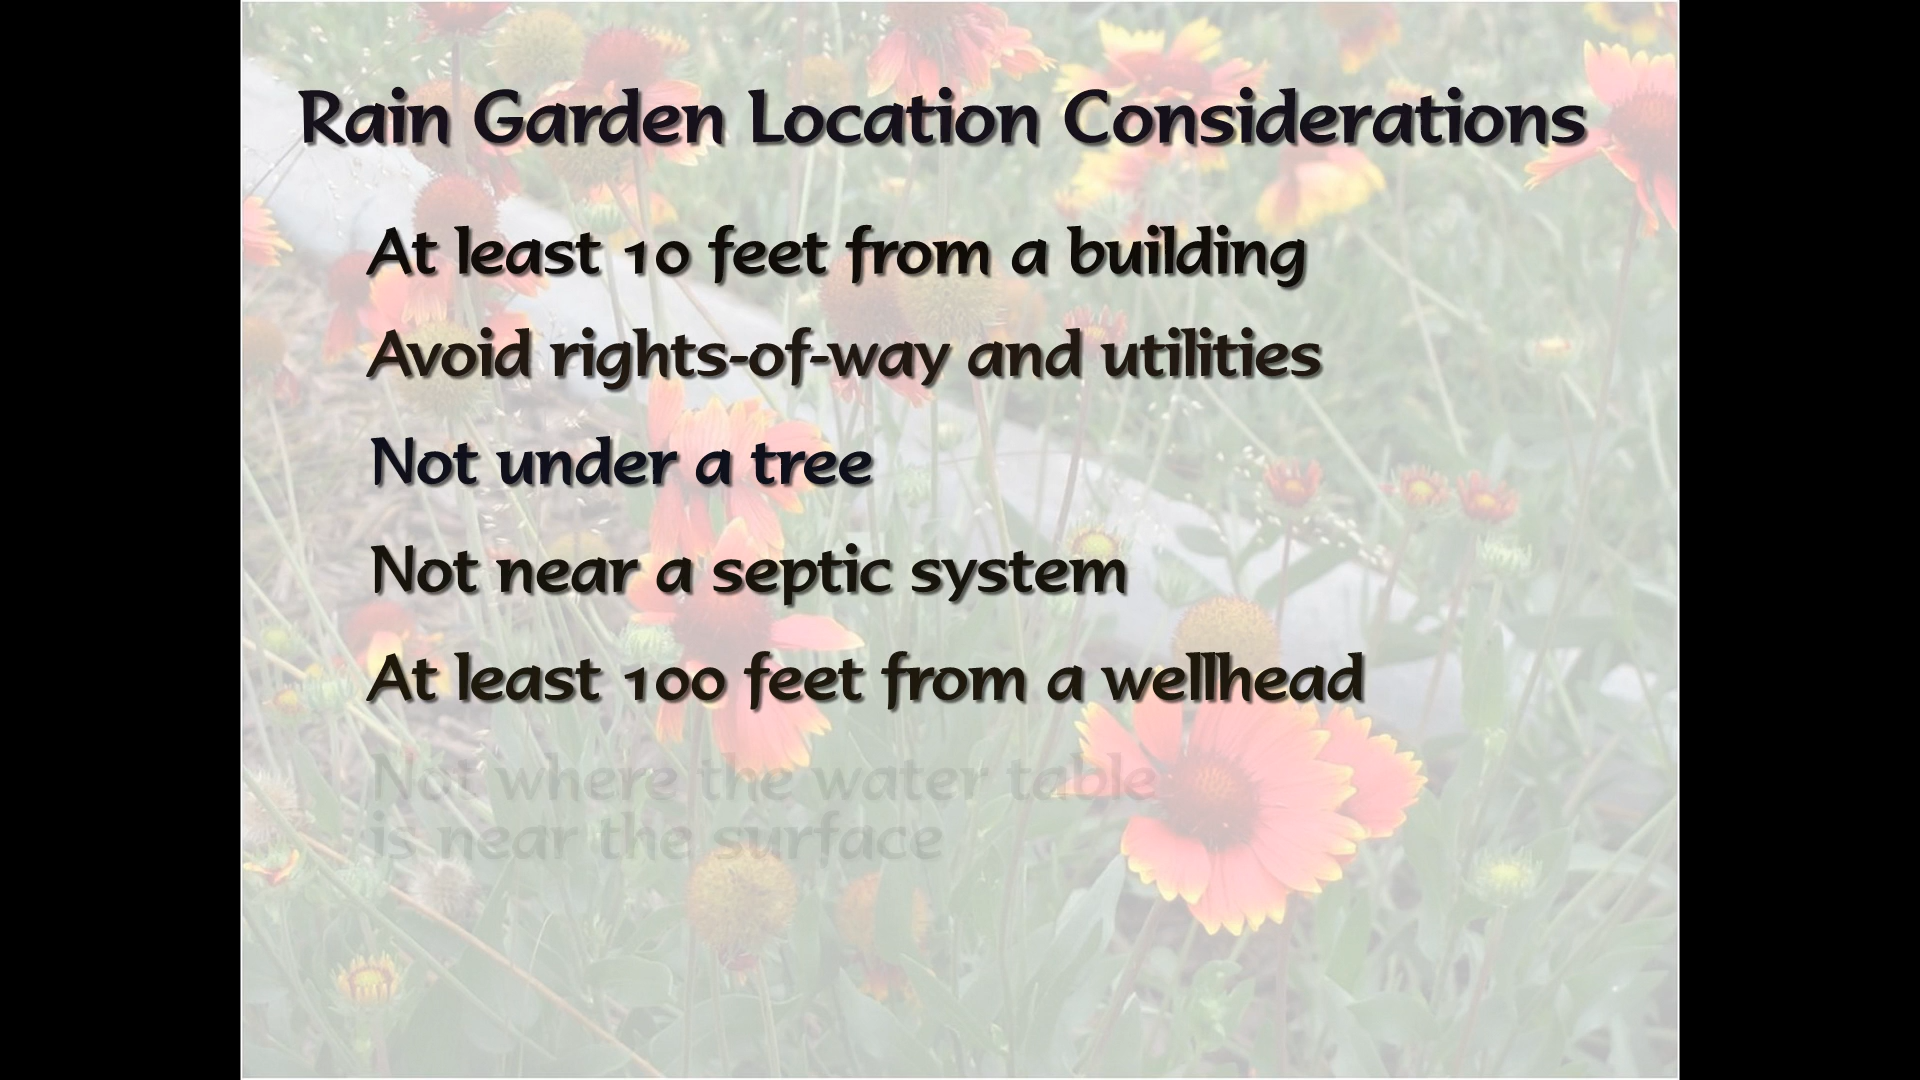 Rain Garden Location Considerations
At least 10 feet from a building
Avoid rights-of-way and utilities
Not under a tree
Not near a septic system
At least 100 feet from a wellhead
Not where the water table
is near the surface